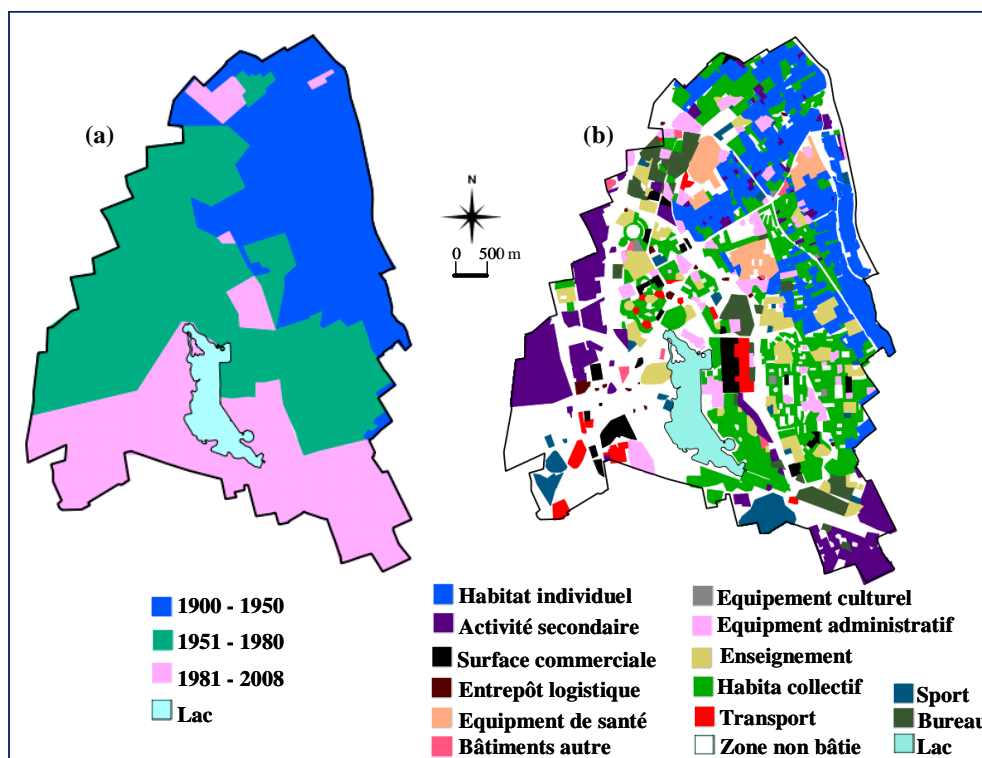 (a)
(b)
N
0 500 m
1900 - 1950
1951 - 1980
1981 - 2008
Lac
Habitat individuel
Activité secondaire
Surface commerciale
Entrepôt logistique
Equipment de santé
Bâtiments autre
Equipement culturel
Equipment administratif
Enseignement
Habita collectif
Transport
Zone non bâtie
Sport
Bureau
Lac